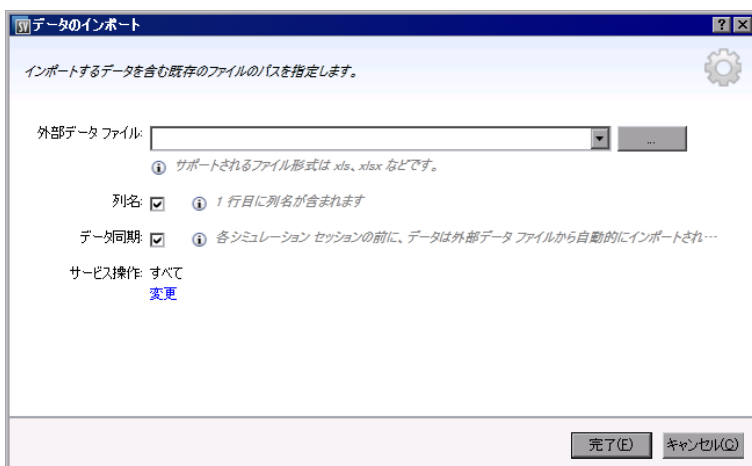 SV データのインポート
インポートするデータを含む既存のファイルのパスを指定します。
外部データ ファイル:
...
サポートされるファイル形式は xls、xlsx などです。
列名: 1 行目に列名が含まれます
データ同期: 各シミュレーション セッションの前に、データは外部データ ファイルから自動的にインポートされ…
サービス操作: すべて
変更
完了(F) キャンセル(C)